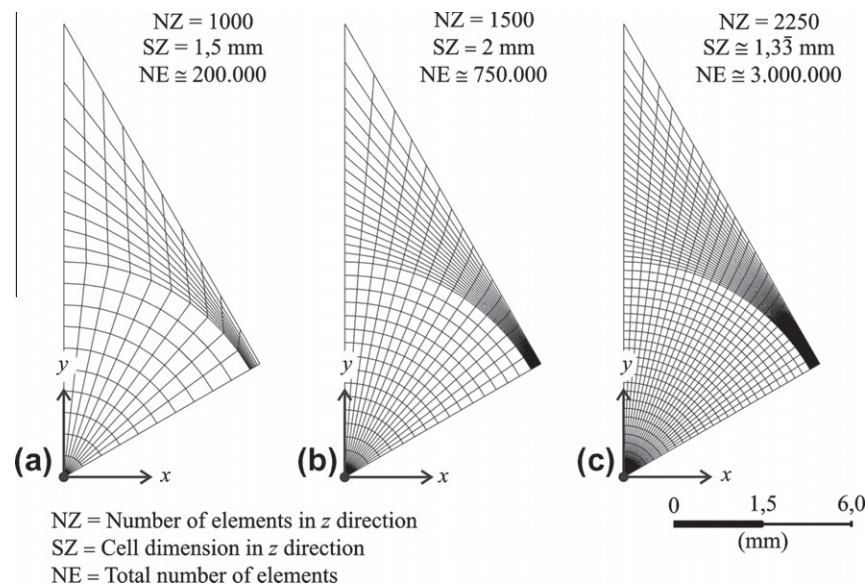 NZ = 1000
SZ = 1,5 mm
NE ≅ 200.000
NZ = 1500
SZ = 2 mm
NE ≅ 750.000
NZ = 2250
SZ ≅ 1,33̅ mm
NE ≅ 3.000.000
y
y
y
(a)
x
(b)
x
(c)
x
NZ = Number of elements in z direction
SZ = Cell dimension in z direction
NE = Total number of elements
0 1,5 6,0
(mm)